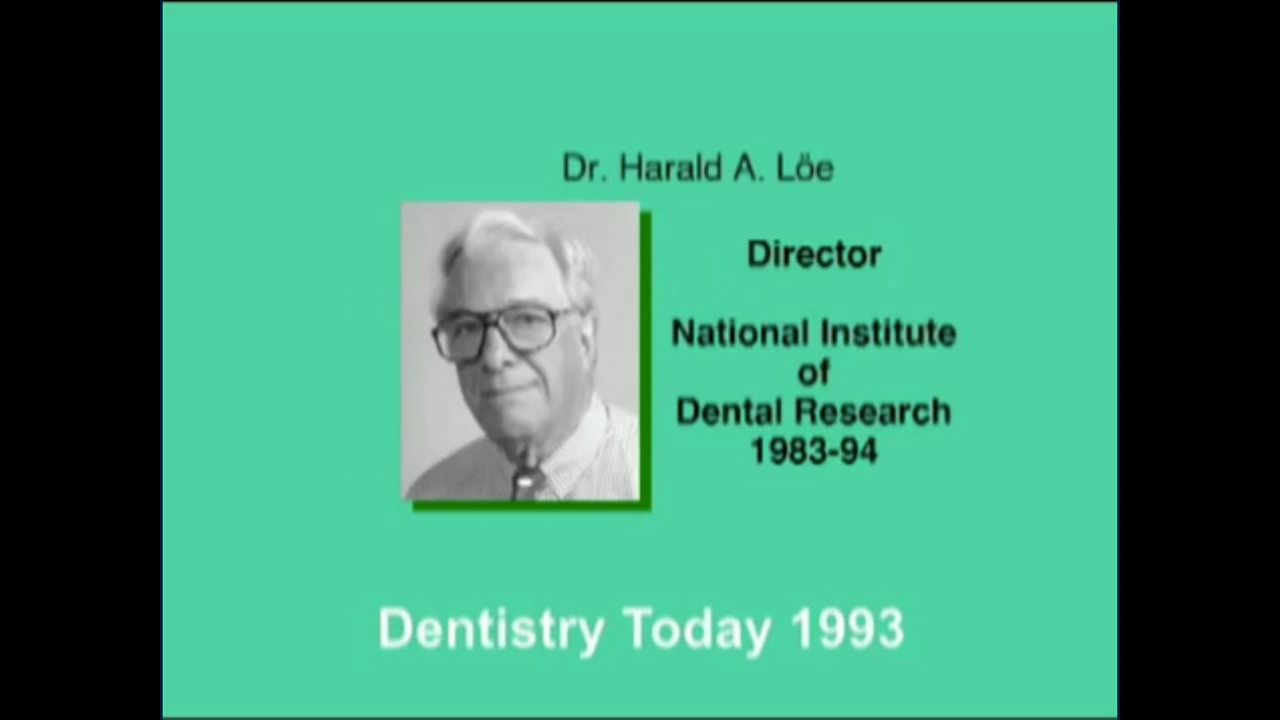 Dr. Harald A. Löe
Director
National Institute
of
Dental Research
1983-94
Dentistry Today 1993